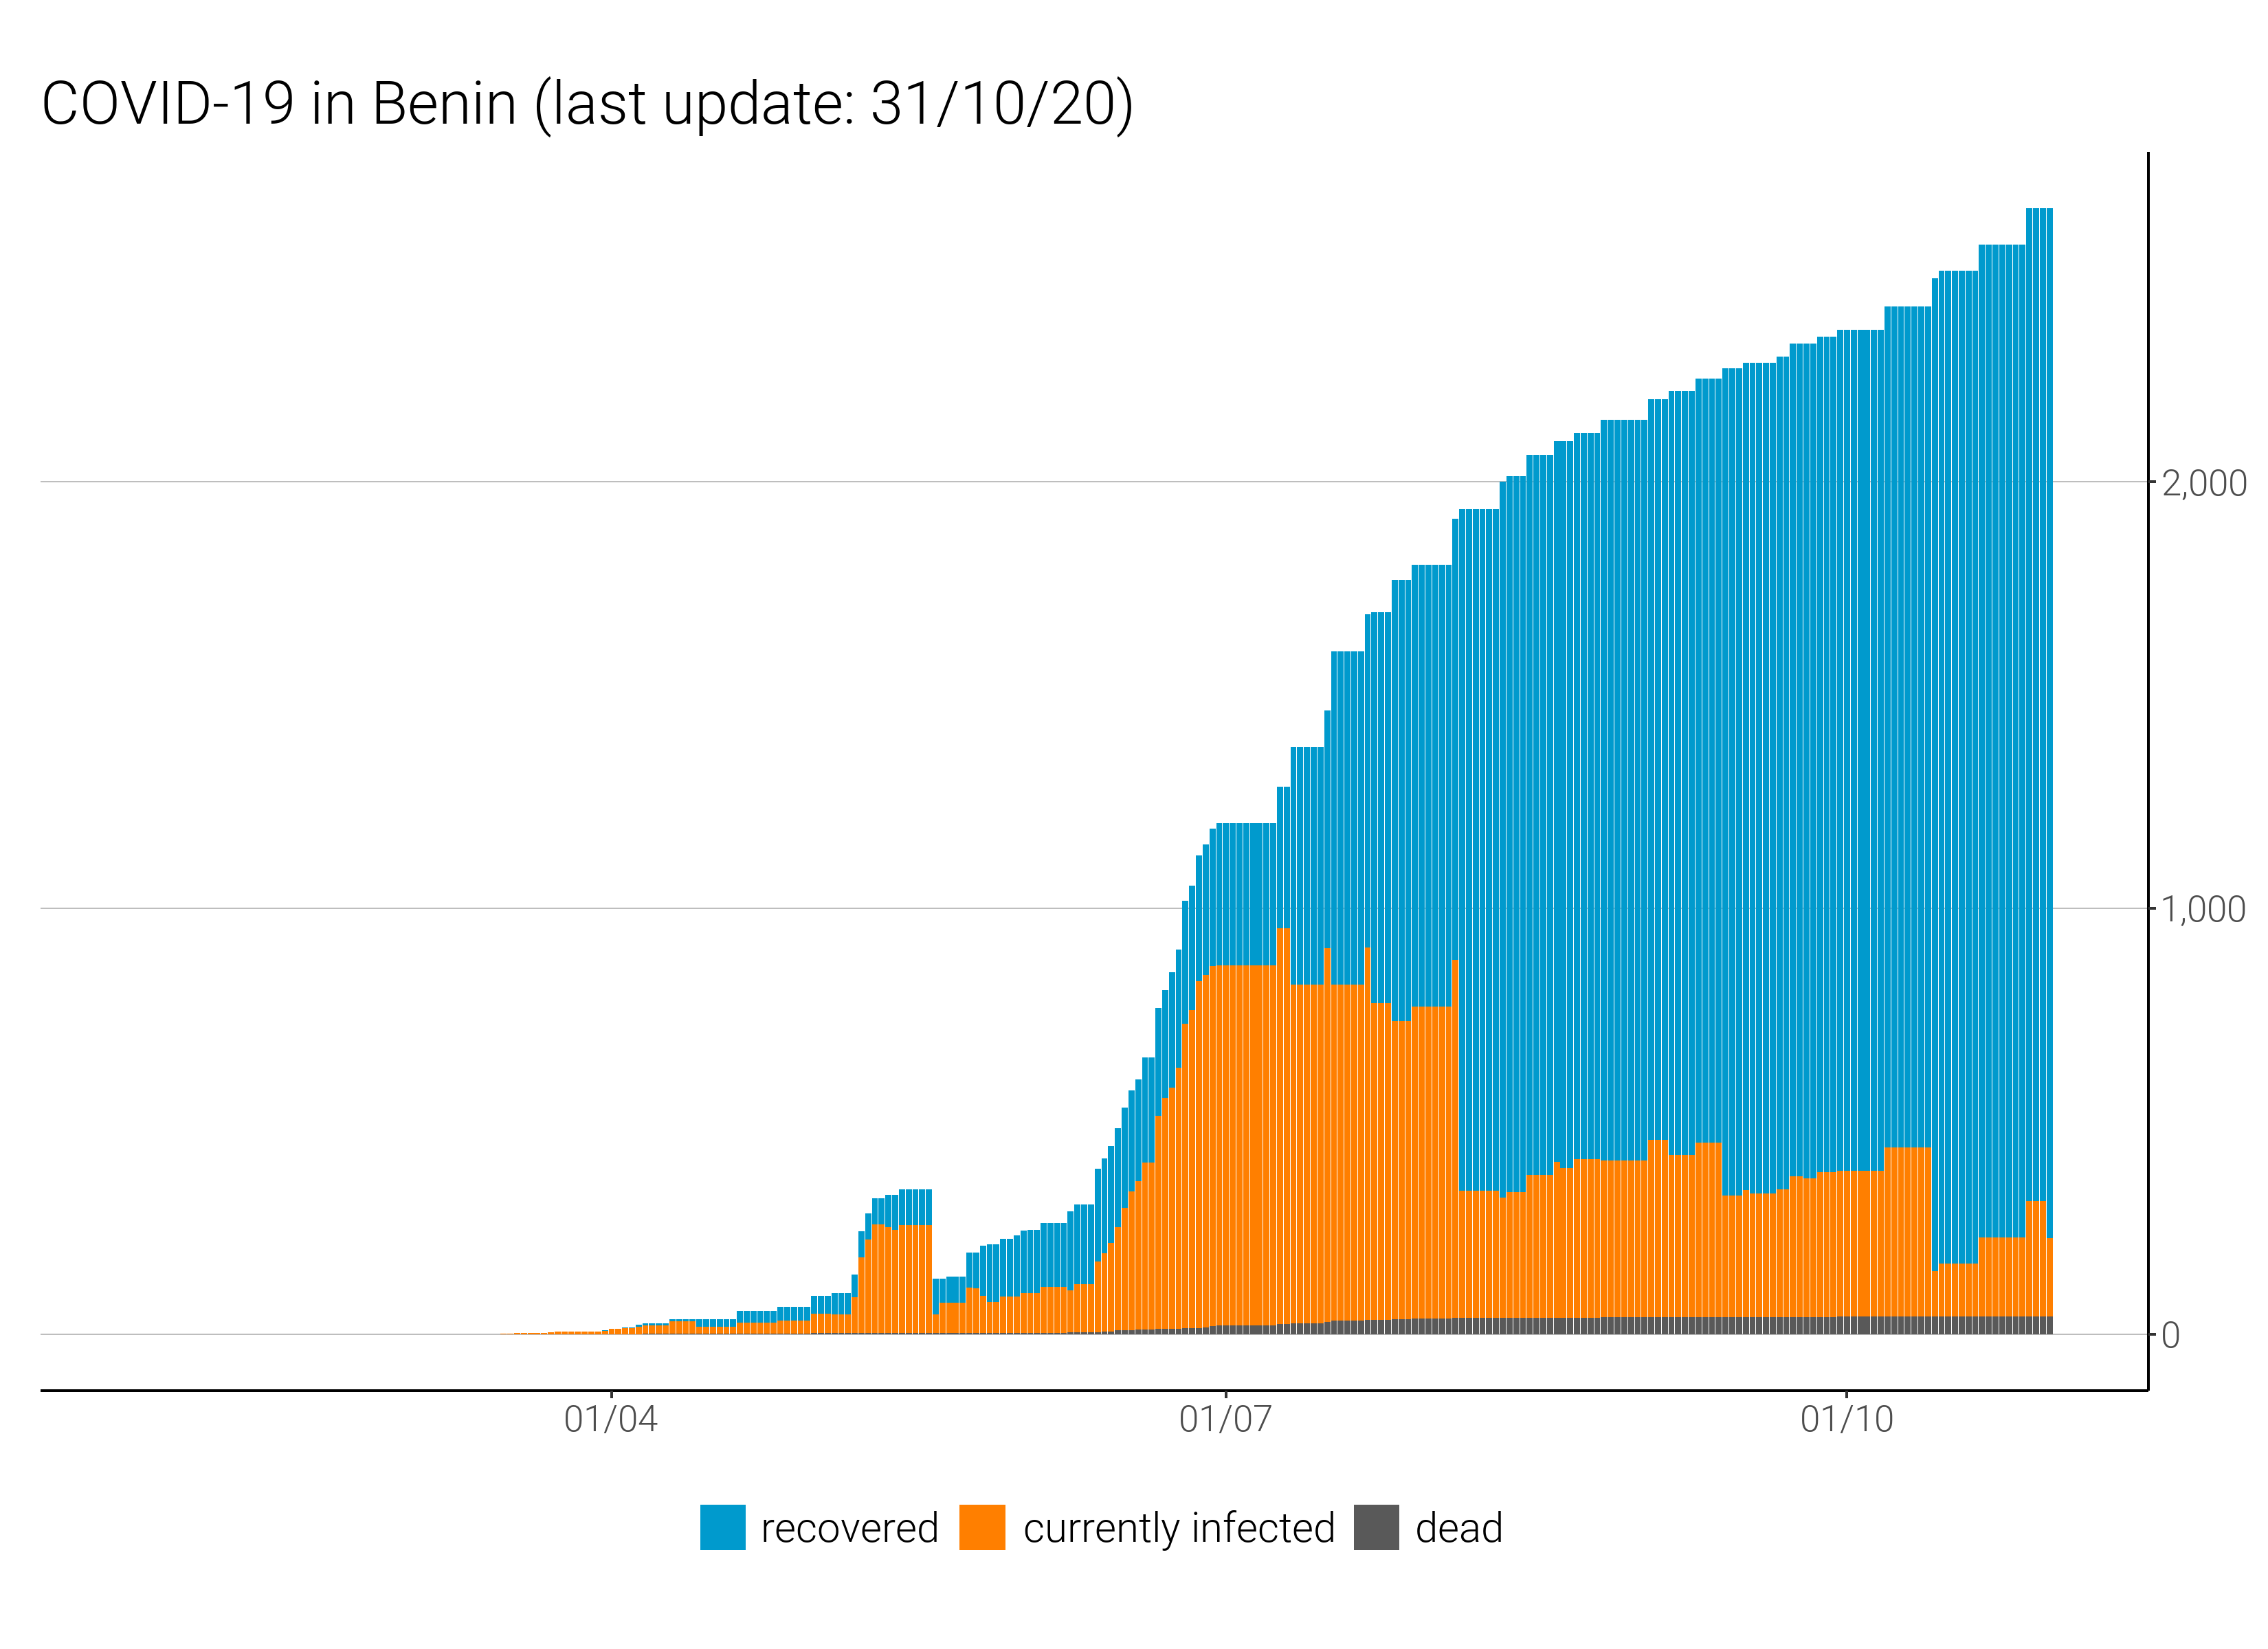 COVID-19 in Benin (last update: 31/10/20)
2,000
1,000
0
01/04 01/07 01/10
recovered currently infected dead